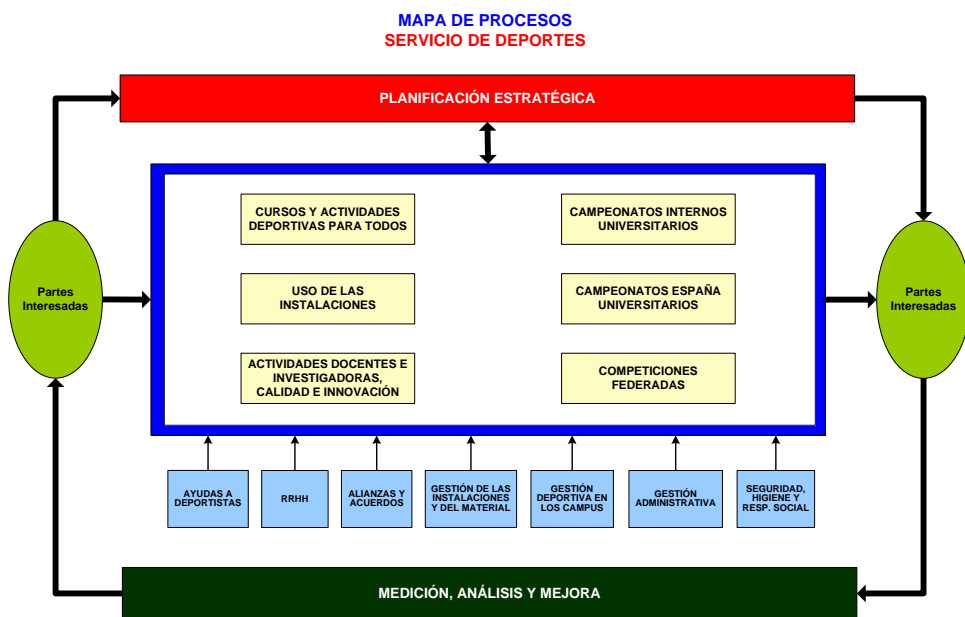 MAPA DE PROCESOS
SERVICIO DE DEPORTES
PLANIFICACIÓN ESTRATÉGICA
Partes
Interesadas
CURSOS Y ACTIVIDADES
DEPORTIVAS PARA TODOS
CAMPEONATOS INTERNOS
UNIVERSITARIOS
USO DE LAS
INSTALACIONES
CAMPEONATOS ESPAÑA
UNIVERSITARIOS
ACTIVIDADES DOCENTES E
INVESTIGADORAS,
CALIDAD E INNOVACIÓN
COMPETICIONES
FEDERADAS
Partes
Interesadas
AYUDAS A
DEPORTISTAS
RRHH
ALIANZAS Y
ACUERDOS
GESTIÓN DE LAS
INSTALACIONES
Y DEL MATERIAL
GESTIÓN
DEPORTIVA EN
LOS CAMPUS
GESTIÓN
ADMINISTRATIVA
SEGURIDAD,
HIGIENE Y
RESP. SOCIAL
MEDICIÓN, ANÁLISIS Y MEJORA